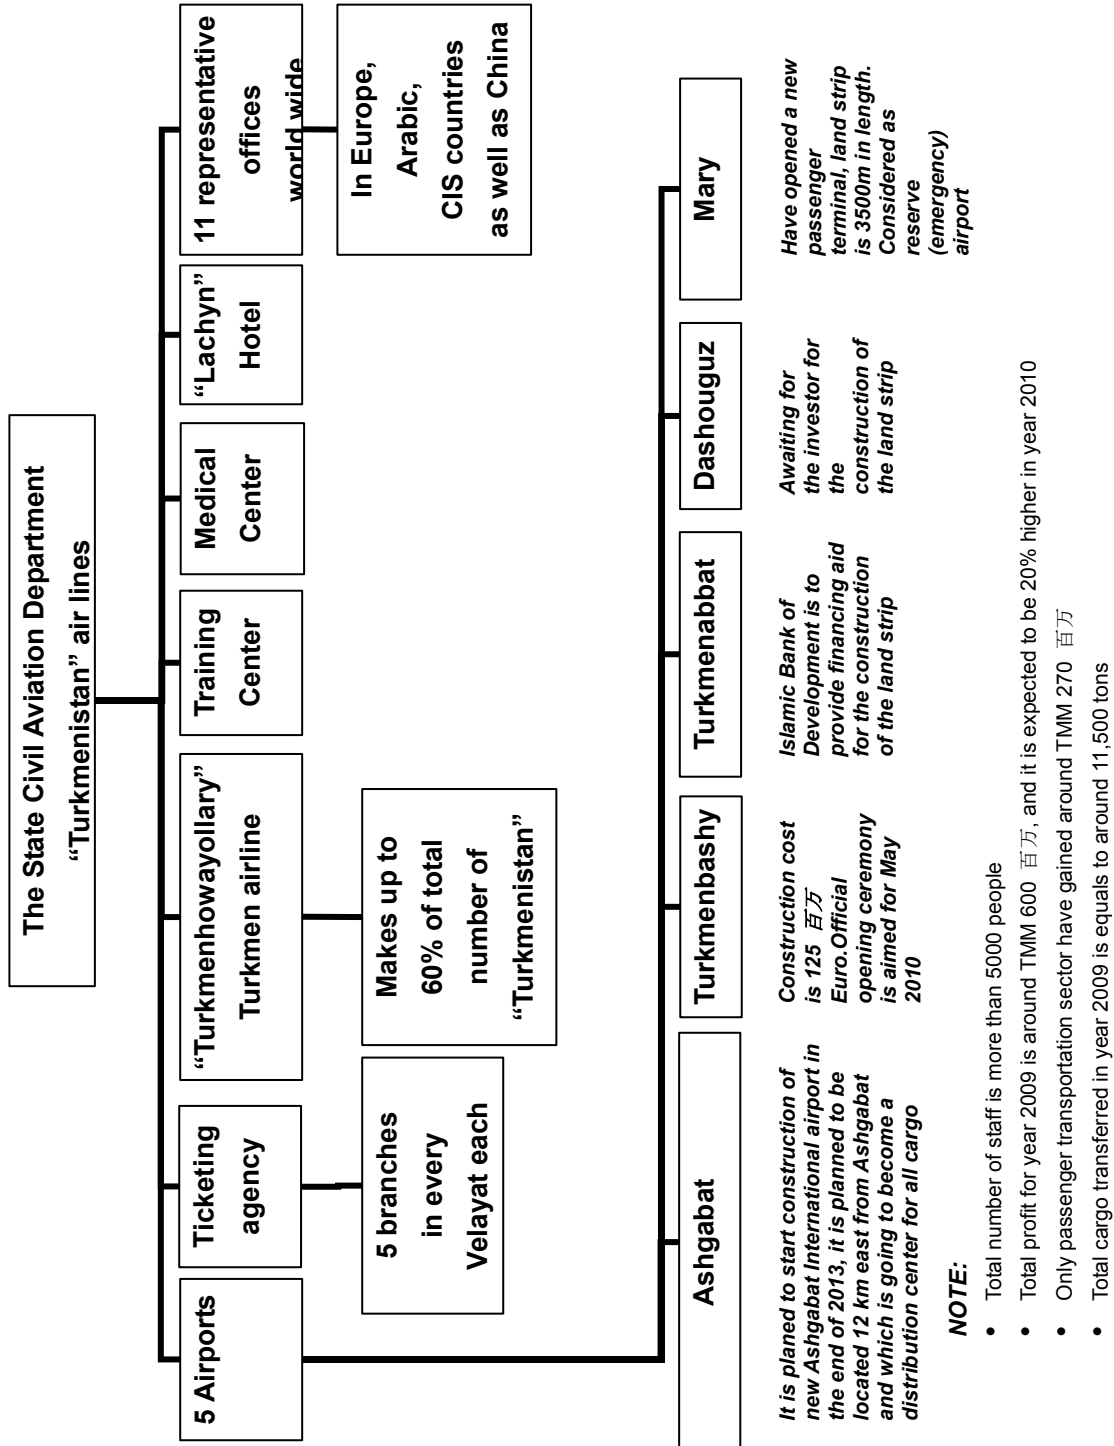 The State Civil Aviation Department
“Turkmenistan” air lines
5 Airports
Ticketing
agency
“Turkmenhowayollary”
Turkmen airline
Training
Center
Medical
Center
“Lachyn”
Hotel
11 representative
offices
world wide
5 branches
in every
Velayat each
Makes up to
60% of total
number of
“Turkmenistan”
In Europe,
Arabic,
CIS countries
as well as China
Ashgabat
Turkmenbashy
Turkmenabbat
Dashouguz
Mary
It is planed to start construction of
new Ashgabat International airport in
the end of 2013, it is planned to be
located 12 km east from Ashgabat
and which is going to become a
distribution center for all cargo
Construction cost
is 125 百万
Euro.Official
opening ceremony
is aimed for May
2010
Islamic Bank of
Development is to
provide financing aid
for the construction
of the land strip
Awaiting for
the investor for
the
construction of
the land strip
Have opened a new
passenger
terminal, land strip
is 3500m in length.
Considered as
reserve
(emergency)
airport
NOTE:
• Total number of staff is more than 5000 people
• Total profit for year 2009 is around TMM 600 百万, and it is expected to be 20% higher in year 2010
• Only passenger transportation sector have gained around TMM 270 百万
• Total cargo transferred in year 2009 is equals to around 11,500 tons